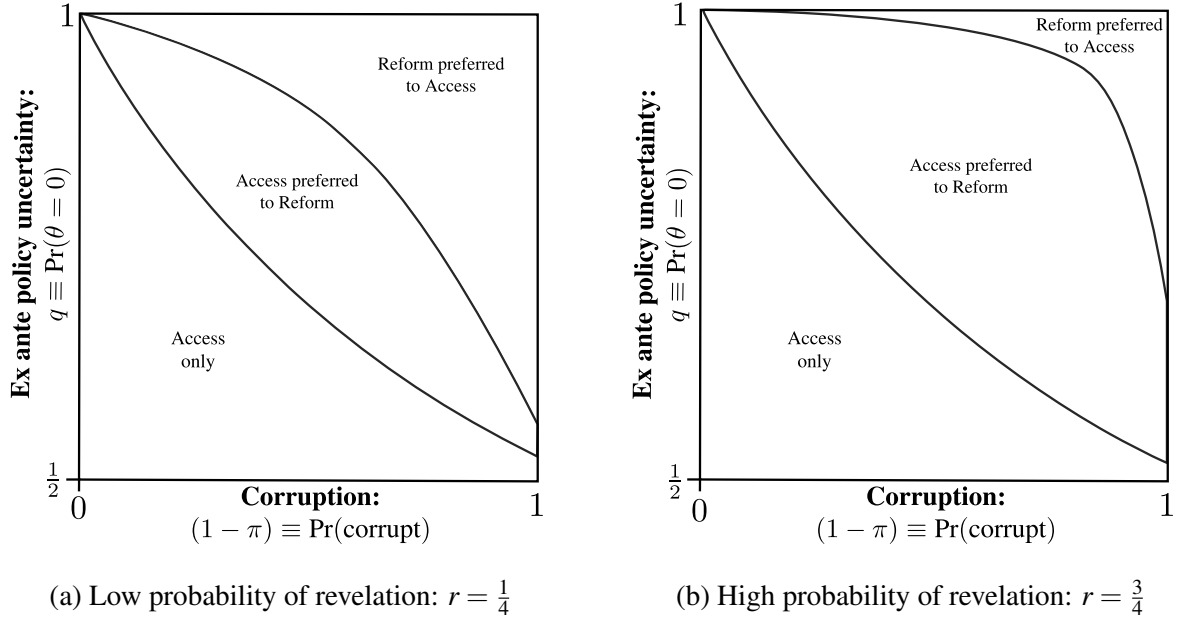 1
Ex ante policy uncertainty:
q ≡ Pr(θ = 0)
Reform preferred
to Access
Access preferred
to Reform
Access
only
1/2
0
Corruption:
1
(1 − π) ≡ Pr(corrupt)
(a) Low probability of revelation: r = 1/4
1
Ex ante policy uncertainty:
q ≡ Pr(θ = 0)
Reform preferred
to Access
Access preferred
to Reform
Access
only
1/2
0
Corruption:
1
(1 − π) ≡ Pr(corrupt)
(b) High probability of revelation: r = 3/4